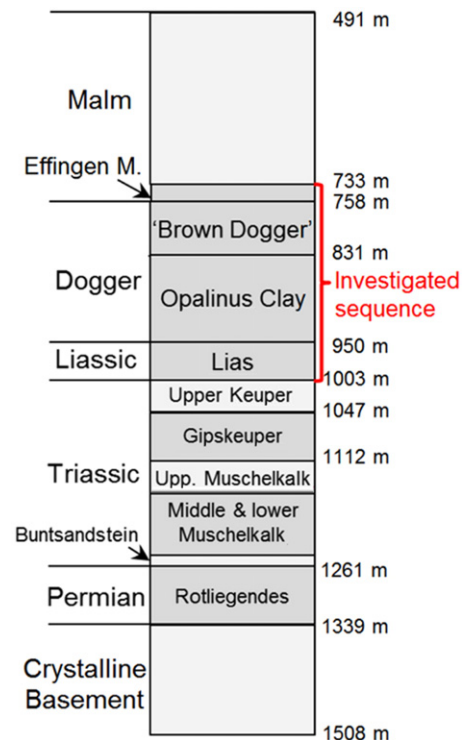 491 m
Malm
Effingen M.
733 m
758 m
'Brown Dogger'
831 m
Dogger
Opalinus Clay
Investigated
sequence
950 m
Liassic
Lias
1003 m
Upper Keuper
1047 m
Gipskeuper
1112 m
Triassic
Upp. Muschelkalk
Middle & lower
Muschelkalk
Buntsandstein
1261 m
Permian
Rotliegendes
1339 m
Crystalline
Basement
1508 m